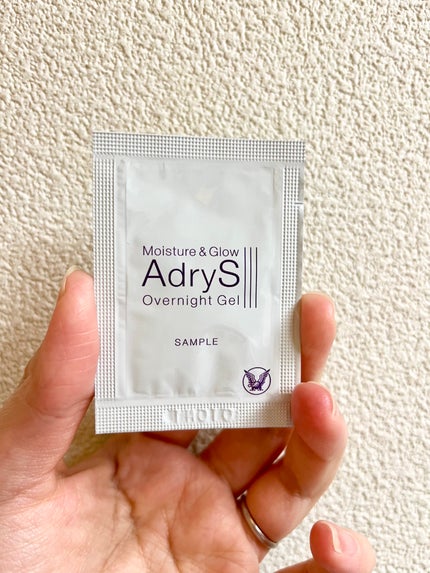 Moisture & Glow
AdryS
Overnight Gel
SAMPLE